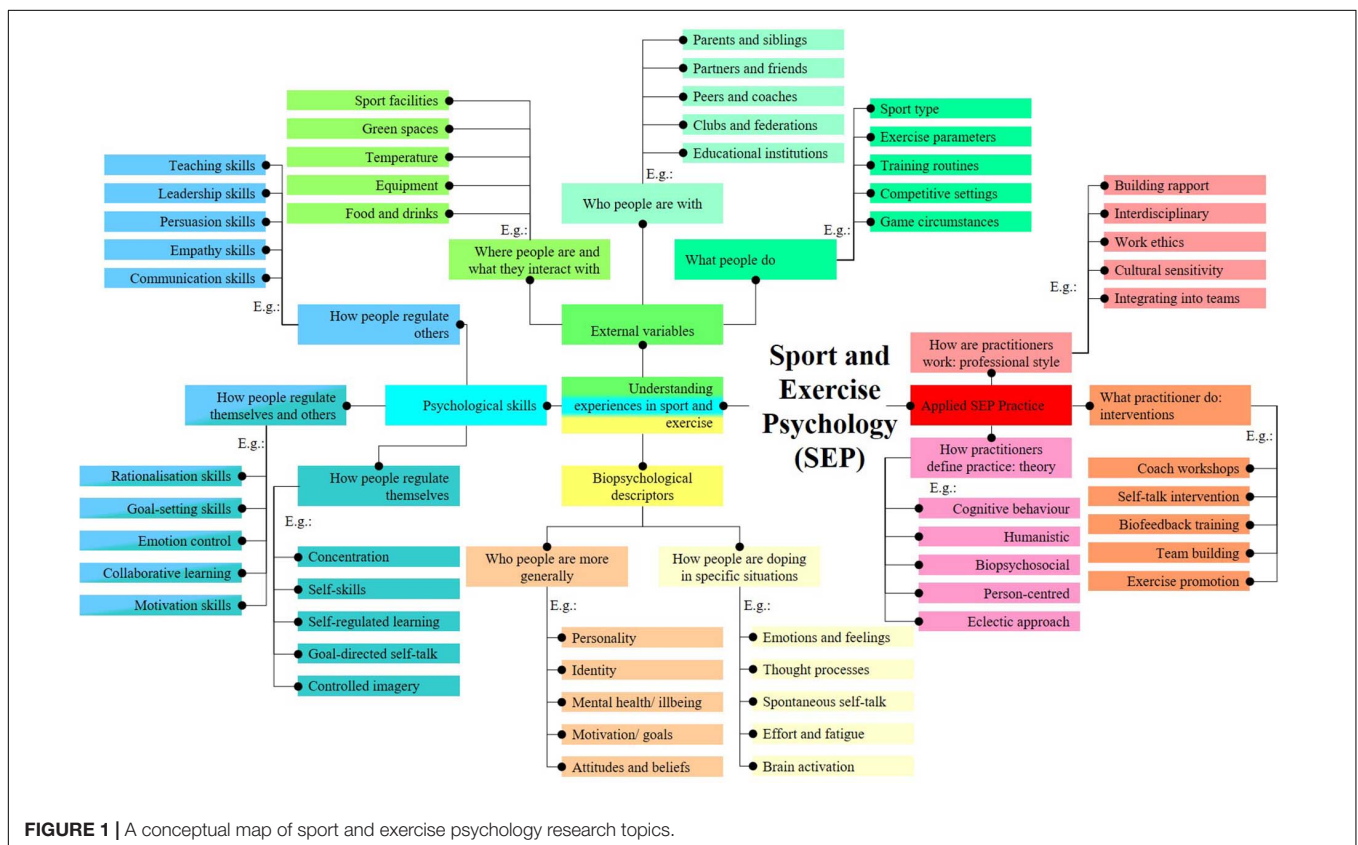 Parents and siblings
Partners and friends
Peers and coaches
Clubs and federations
Educational institutions
E.g.:
Who people are with
Sport facilities
Green spaces
Temperature
Equipment
Food and drinks
E.g.:
Where people are and
what they interact with
Sport type
Exercise parameters
Training routines
Competitive settings
Game circumstances
E.g.:
What people do
Teaching skills
Leadership skills
Persuasion skills
Empathy skills
Communication skills
E.g.:
How people regulate
others
External variables
Building rapport
Interdisciplinary
Work ethics
Cultural sensitivity
Integrating into teams
E.g.:
How are practitioners
work: professional style
Sport and
Exercise
Psychology
(SEP)
How people regulate
themselves and others
Psychological skills
Understanding
experiences in sport and
exercise
Applied SEP Practice
What practitioner do:
interventions
E.g.:
Rationalisation skills
Goal-setting skills
Emotion control
Collaborative learning
Motivation skills
How people regulate
themselves
E.g.:
Concentration
Self-skills
Self-regulated learning
Goal-directed self-talk
Controlled imagery
Biopsychological
descriptors
Who people are more
generally
E.g.:
Personality
Identity
Mental health/ illbeing
Motivation/ goals
Attitudes and beliefs
How people are doping
in specific situations
E.g.:
Emotions and feelings
Thought processes
Spontaneous self-talk
Effort and fatigue
Brain activation
How practitioners
define practice: theory
E.g.:
Cognitive behaviour
Humanistic
Biopsychosocial
Person-centred
Eclectic approach
E.g.:
Coach workshops
Self-talk intervention
Biofeedback training
Team building
Exercise promotion
FIGURE 1 | A conceptual map of sport and exercise psychology research topics.